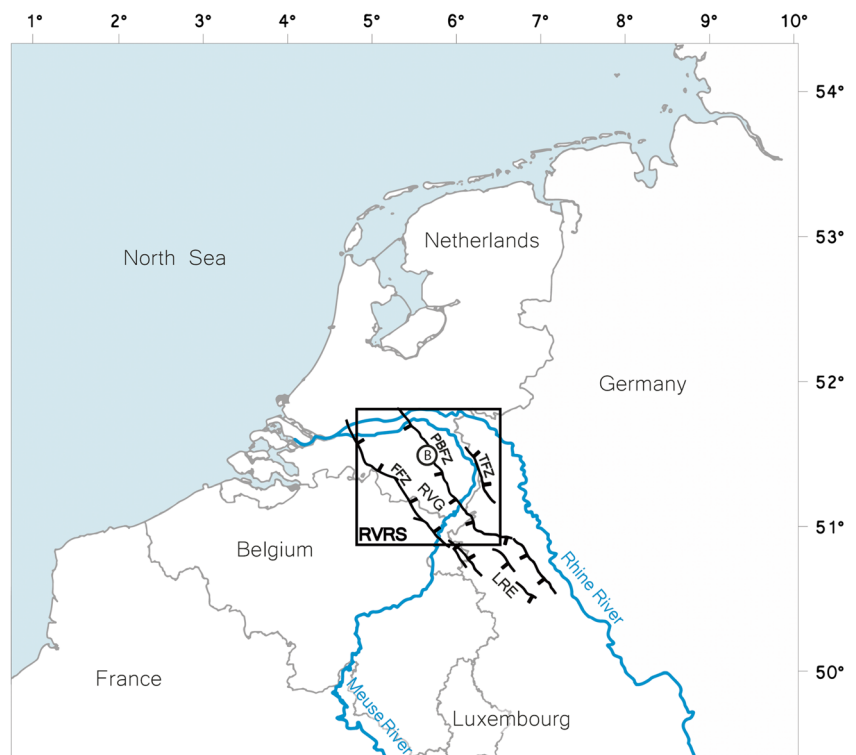 1° 2° 3° 4° 5° 6° 7° 8° 9° 10°
54°
53°
Netherlands
North Sea
52°
Germany
PBFZ
B
TFZ
FFZ
RVG
51°
RVRS
Belgium
Rhine River
LRE
50°
France
Meuse River
Luxembourg